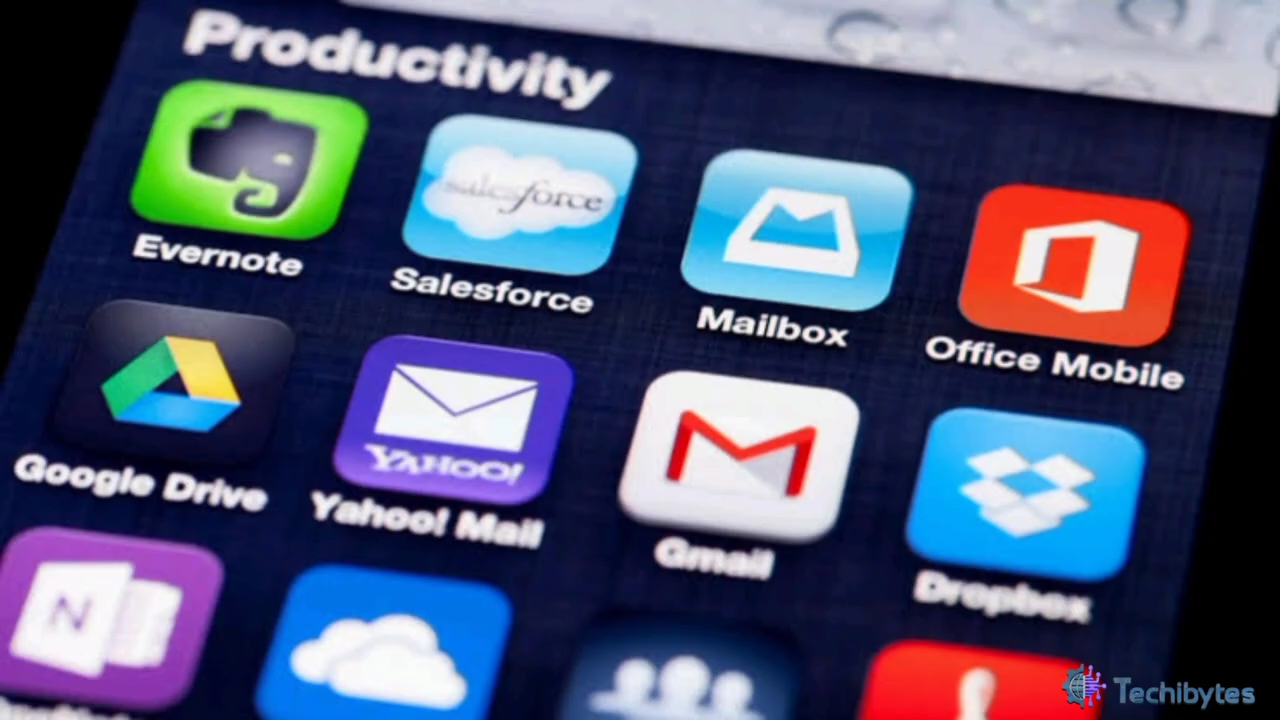 Productivity
salesforce
Evernote
Salesforce
Mailbox
Office Mobile
YAHOO!
Google Drive
Yahoo! Mail
Gmail
Dropbox
N
Techibytes